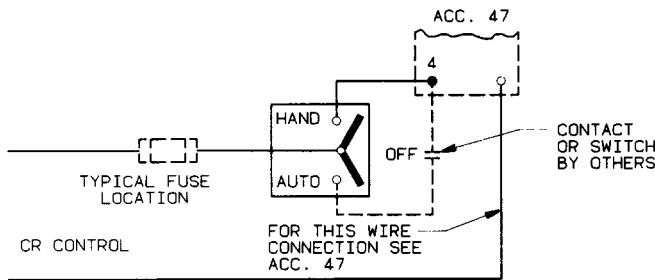 ACC. 47
4
HAND
OFF
AUTO
CONTACT
OR SWITCH
BY OTHERS
TYPICAL FUSE
LOCATION
FOR THIS WIRE
CONNECTION SEE
ACC. 47
CR CONTROL